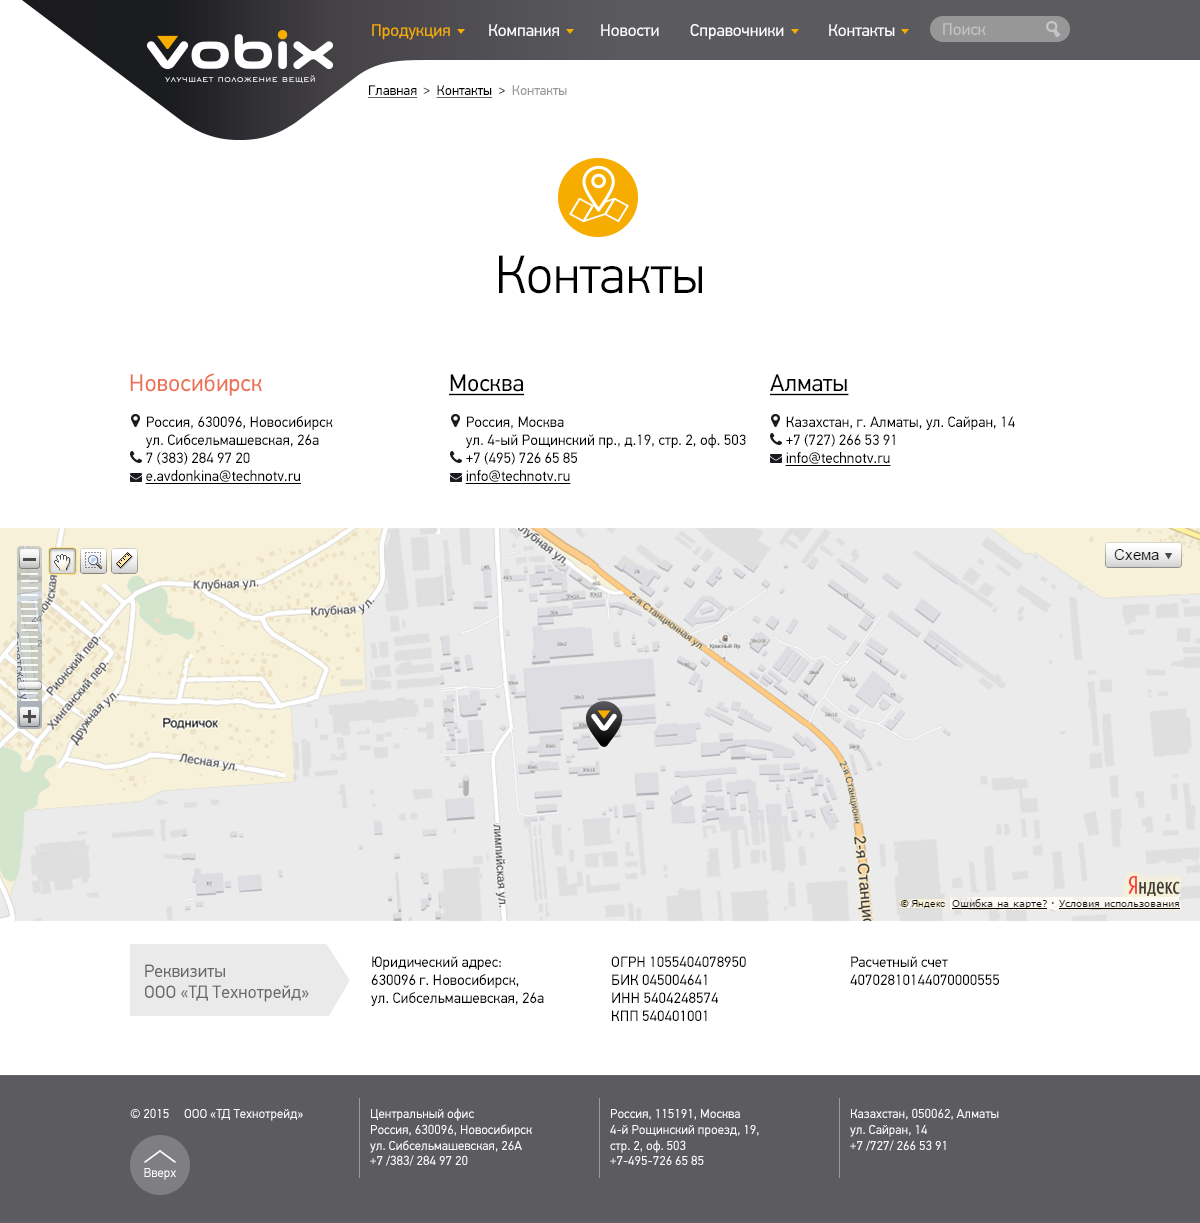 vobix
УЛУЧШАЕТ ПОЛОЖЕНИЕ ВЕЩЕЙ
Продукция
Компания
Новости
Справочники
Контакты
Поиск
Главная > Контакты > Контакты
Контакты
Новосибирск
Россия, 630096, Новосибирск
ул. Сибсельмашевская, 26а
7 (383) 284 97 20
e.avdonkina@technotv.ru
Москва
Россия, Москва
ул. 4-ый Рощинский пр., д.19, стр. 2, оф. 503
+7 (495) 726 65 85
info@technotv.ru
Алматы
Казахстан, г. Алматы, ул. Сайран, 14
+7 (727) 266 53 91
info@technotv.ru
Схема
Клубная ул.
Клубная ул.
клубная ул.
2-я Станционная ул.
Красный Яр
Рионский пер.
Хинганский пер.
Дружная ул.
Родничок
Лесная ул.
лимпийская ул.
2-я Станционн
2-я Станцио
Яндекс
© Яндекс Ошибка на карте? · Условия использования
Реквизиты
ООО «ТД Технотрейд»
Юридический адрес:
630096 г. Новосибирск,
ул. Сибсельмашевская, 26а
ОГРН 1055404078950
БИК 045004641
ИНН 5404248574
КПП 540401001
Расчетный счет
40702810144070000555
© 2015 ООО «ТД Технотрейд»
Вверх
Центральный офис
Россия, 630096, Новосибирск
ул. Сибсельмашевская, 26А
+7 /383/ 284 97 20
Россия, 115191, Москва
4-й Рощинский проезд, 19,
стр. 2, оф. 503
+7-495-726 65 85
Казахстан, 050062, Алматы
ул. Сайран, 14
+7 /727/ 266 53 91